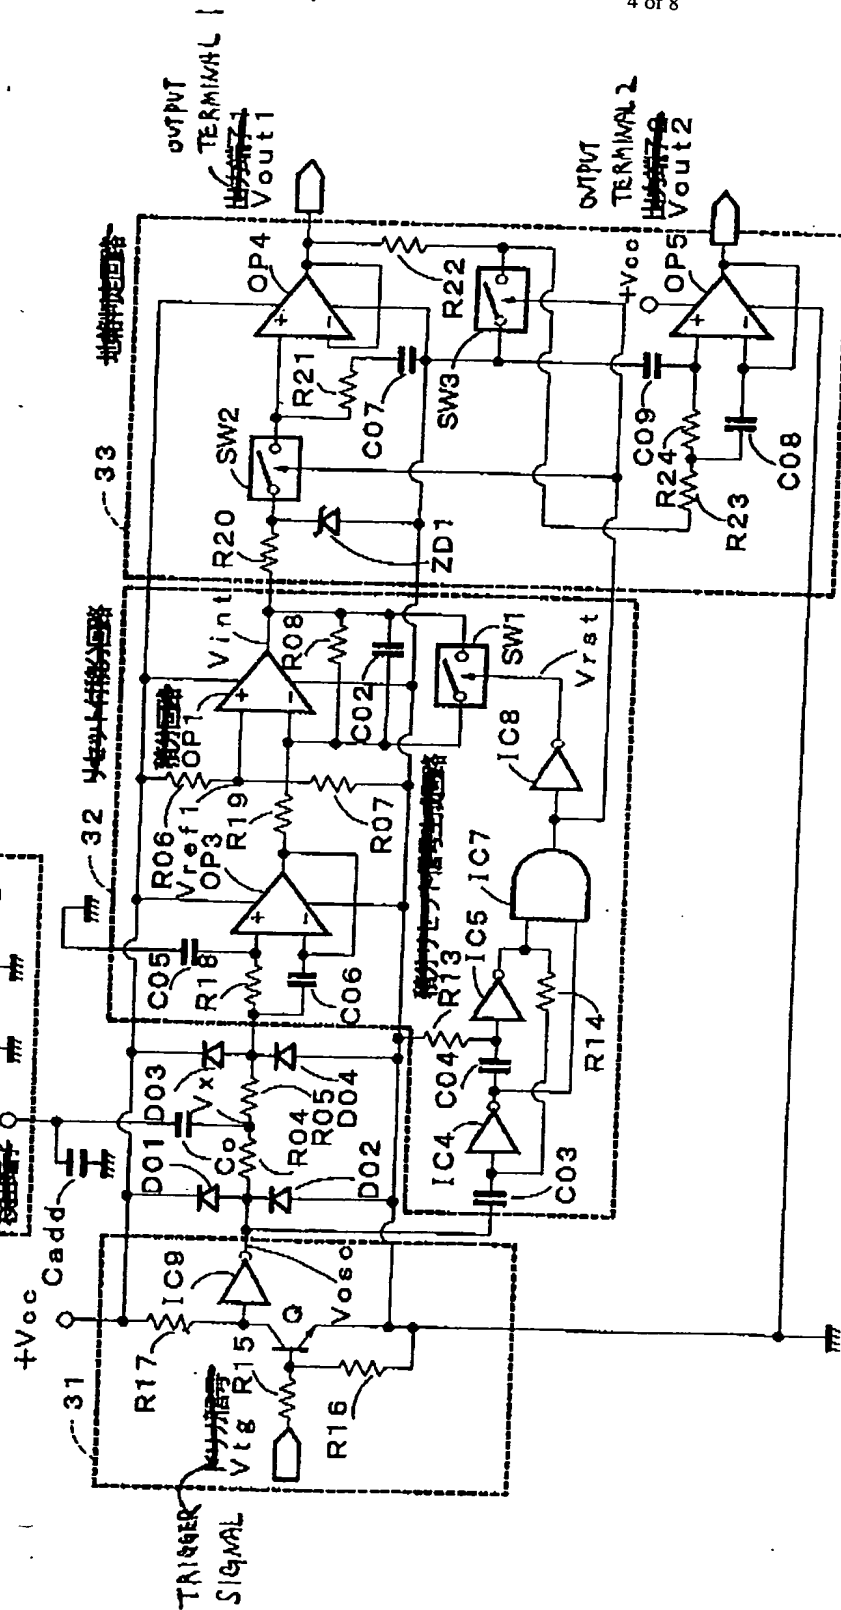 4 of 8
OUTPUT
TERMINAL 1
Vout1
OUTPUT
TERMINAL 2
Vout2
33
OP4
R22
+Vcc
OP5
SW2
R21
C07
SW3
C09
R24
C08
R23
R20
ZD1
32
Vint
OP1
R08
C02
SW1
Vrst
R06
Vref1
R19
R07
OP3
IC8
IC7
C05
R18
C06
R13
IC5
R14
C04
IC4
C03
D03
Vx
D04
R05
R04
Co
D01
D02
Cadd
+Vcc
31
R17
IC9
Vosc
Q
R15
R16
Vtg
TRIGGER
SIGNAL